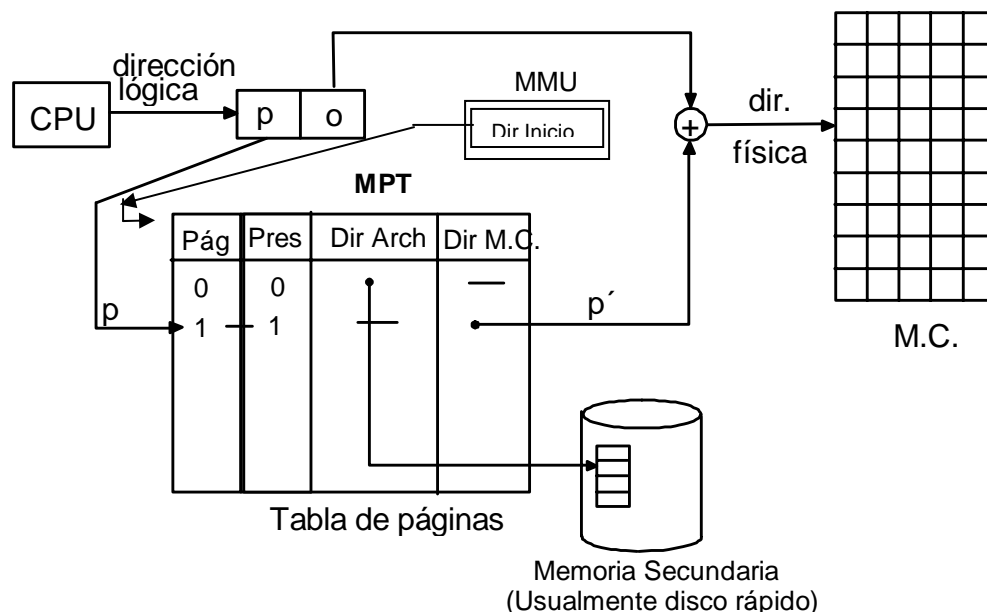 dirección
lógica
CPU
p o
MMU
Dir Inicio
+
dir.
física
M.C.
MPT
Pág Pres Dir Arch Dir M.C.
0 0 —
1 1
p
p´
Tabla de páginas
Memoria Secundaria
(Usualmente disco rápido)